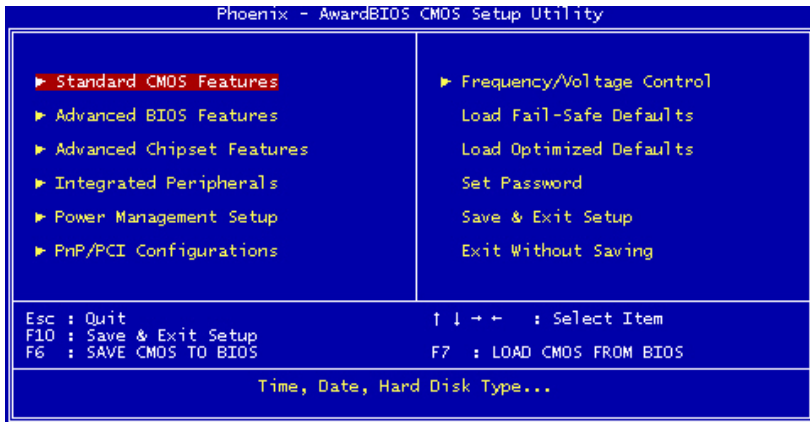 Phoenix - AwardBIOS CMOS Setup Utility
► Standard CMOS Features
► Advanced BIOS Features
► Advanced Chipset Features
► Integrated Peripherals
► Power Management Setup
► PnP/PCI Configurations
► Frequency/Voltage Control
Load Fail-Safe Defaults
Load Optimized Defaults
Set Password
Save & Exit Setup
Exit Without Saving
Esc : Quit
F10 : Save & Exit Setup
F6 : SAVE CMOS TO BIOS
↑ ↓ → ← : Select Item
F7 : LOAD CMOS FROM BIOS
Time, Date, Hard Disk Type...